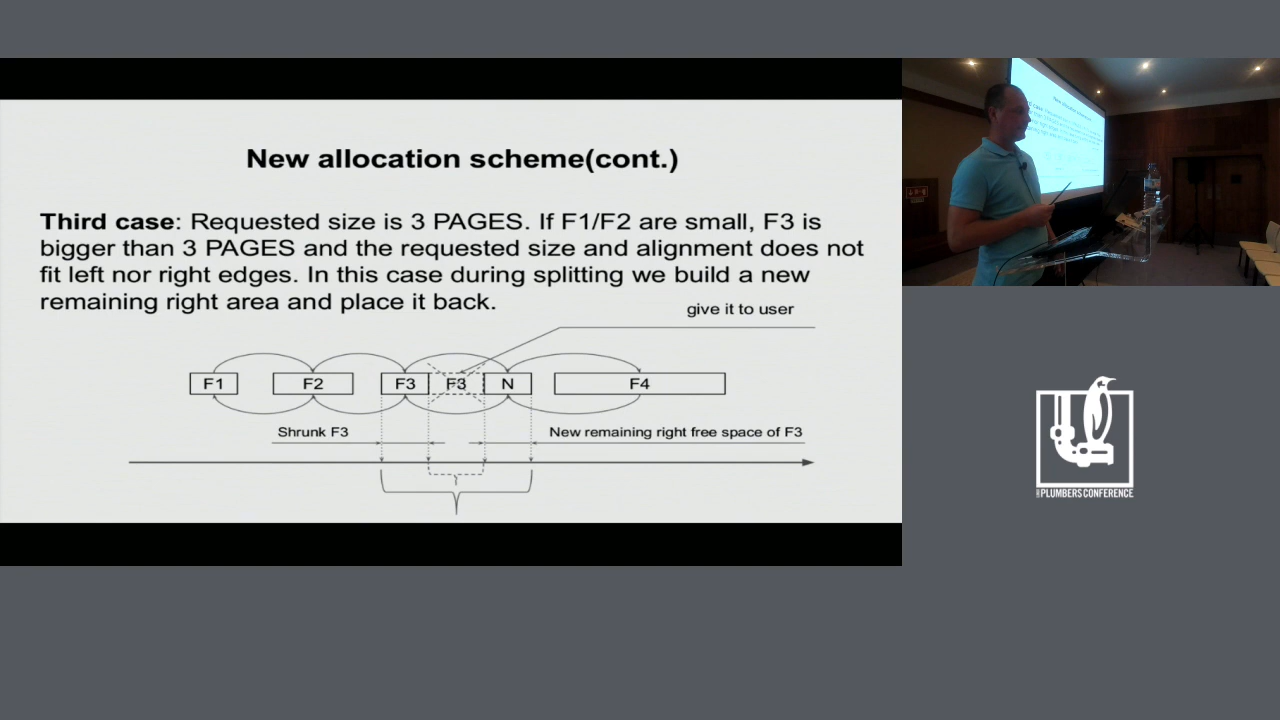 New allocation scheme(cont.)
Third case: Requested size is 3 PAGES. If F1/F2 are small, F3 is
bigger than 3 PAGES and the requested size and alignment does not
fit left nor right edges. In this case during splitting we build a new
remaining right area and place it back.
give it to user
F1 F2 F3 F3 N F4
Shrunk F3
New remaining right free space of F3
PLUMBERS CONFERENCE